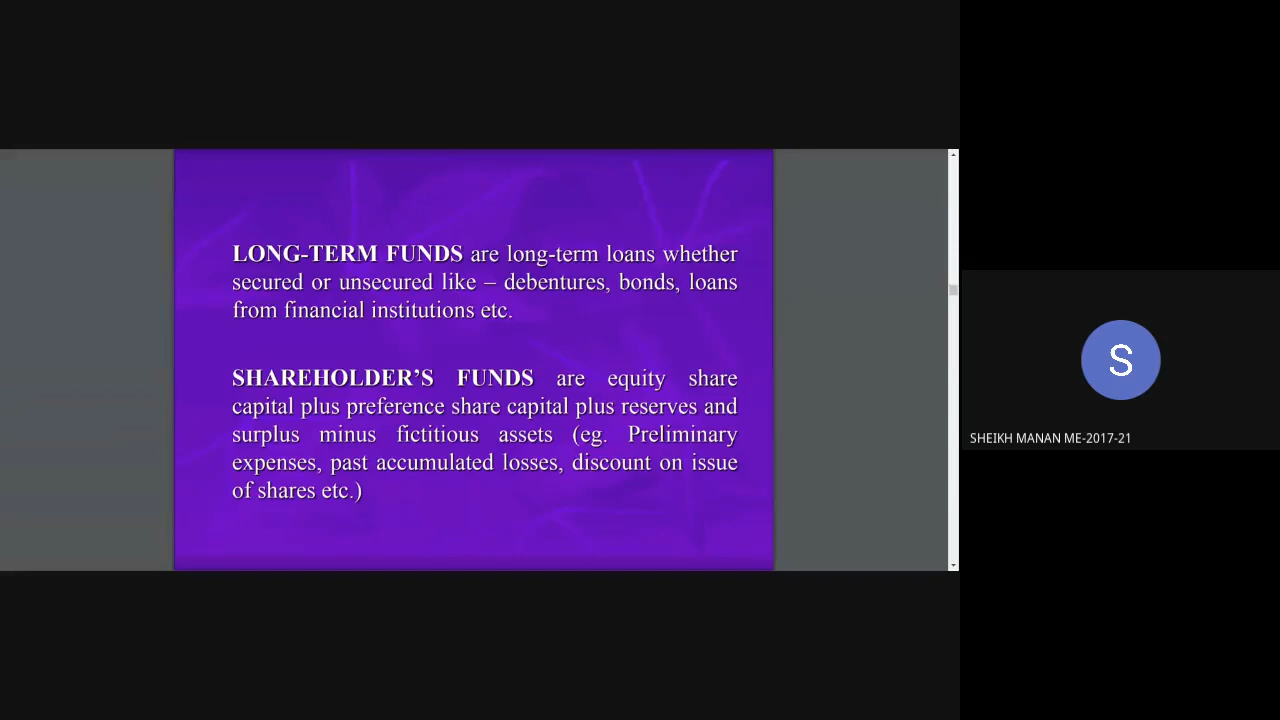 LONG-TERM FUNDS are long-term loans whether
secured or unsecured like – debentures, bonds, loans
from financial institutions etc.
SHAREHOLDER’S FUNDS are equity share
capital plus preference share capital plus reserves and
surplus minus fictitious assets (eg. Preliminary
expenses, past accumulated losses, discount on issue
of shares etc.)
S
SHEIKH MANAN ME-2017-21